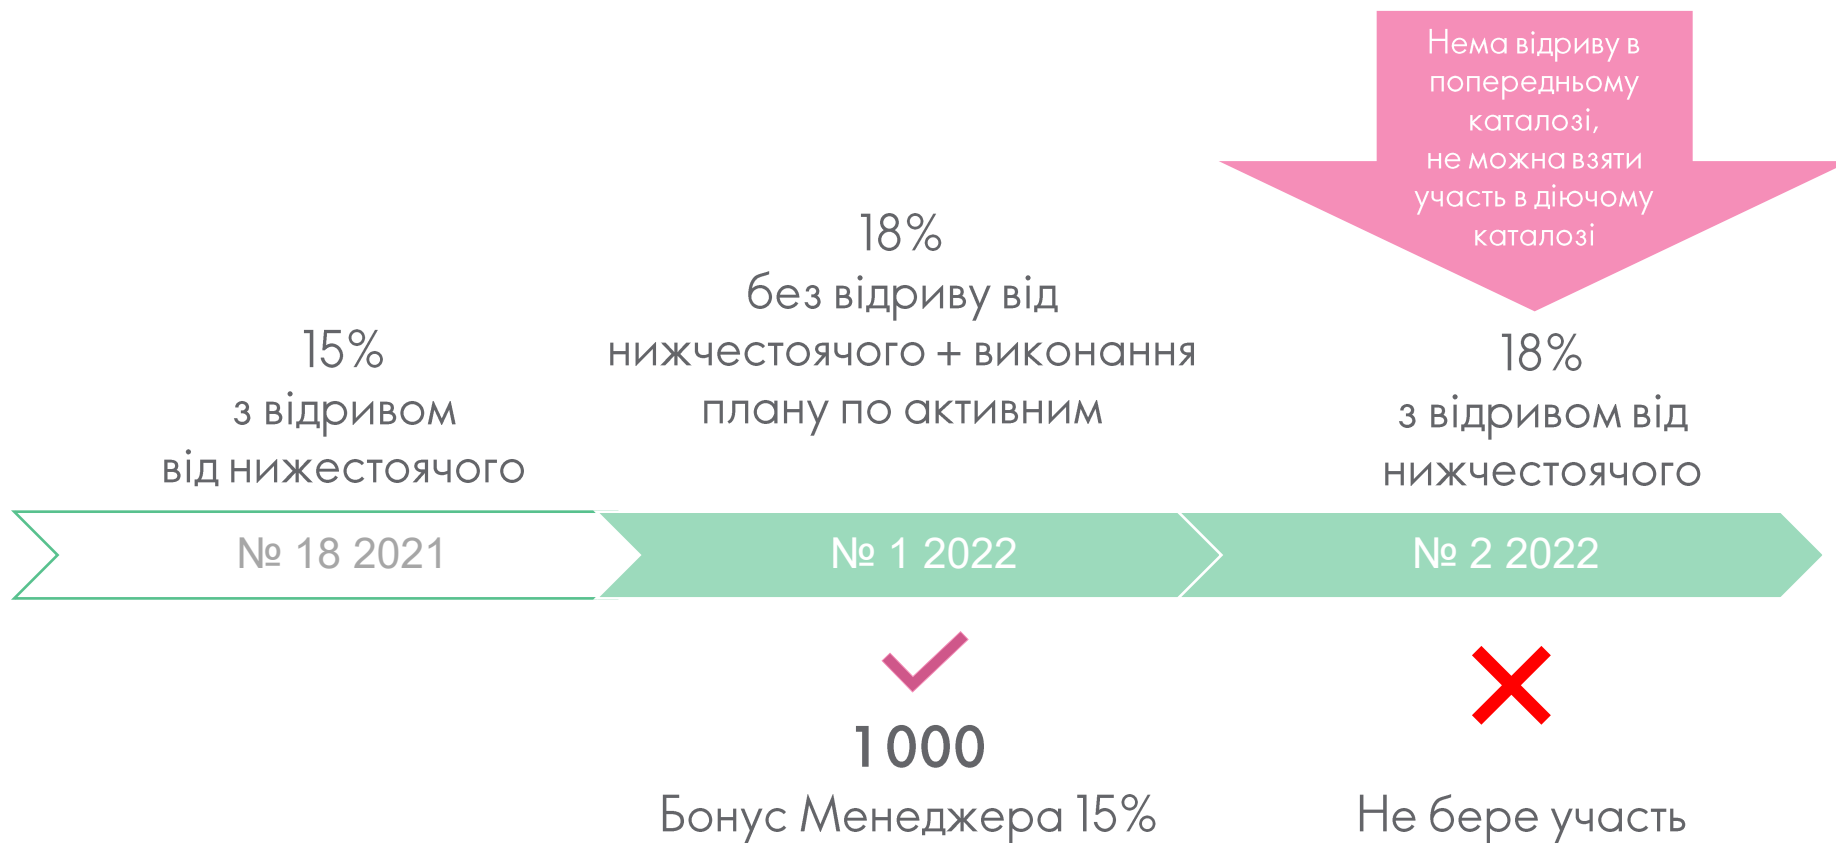 Нема відриву в
попередньому
каталозі,
не можна взяти
участь в діючому
каталозі
15%
з відривом
від нижестоячого
18%
без відриву від
нижчестоячого + виконання
плану по активним
18%
з відривом від
нижчестоячого
№ 18 2021
№ 1 2022
№ 2 2022
1 000
Бонус Менеджера 15%
Не бере участь